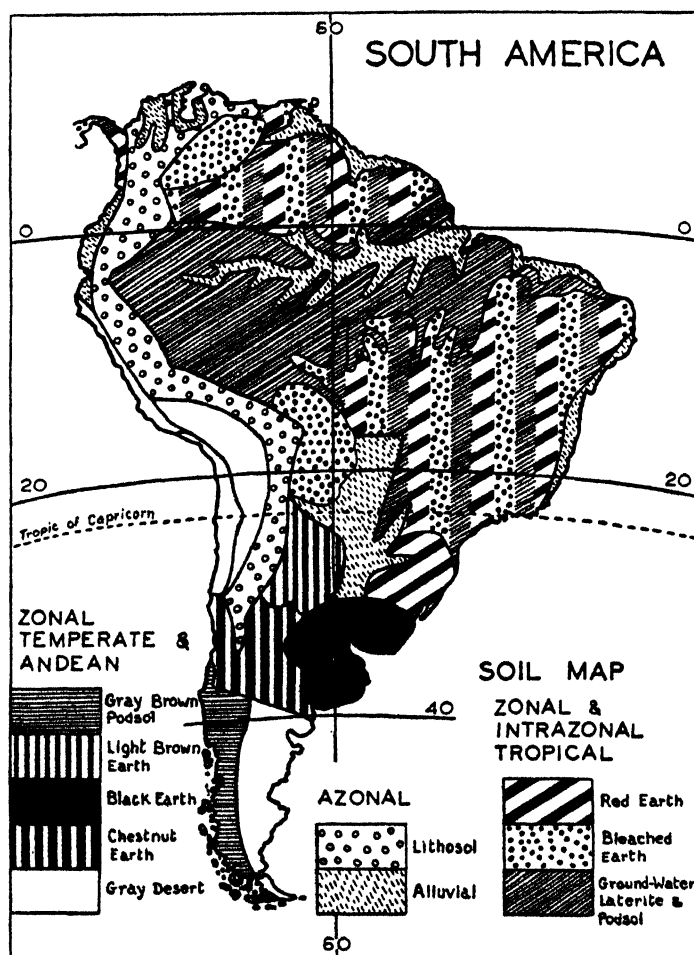 60
SOUTH AMERICA
0
0
20
20
Tropic of Capricorn
ZONAL
TEMPERATE &
ANDEAN
Gray Brown
Podsol
Light Brown
Earth
Black Earth
Chestnut
Earth
Gray Desert
40
AZONAL
Lithosol
Alluvial
SOIL MAP
ZONAL &
INTRAZONAL
TROPICAL
Red Earth
Bleached
Earth
Ground-Water
Laterite &
Podsol
60